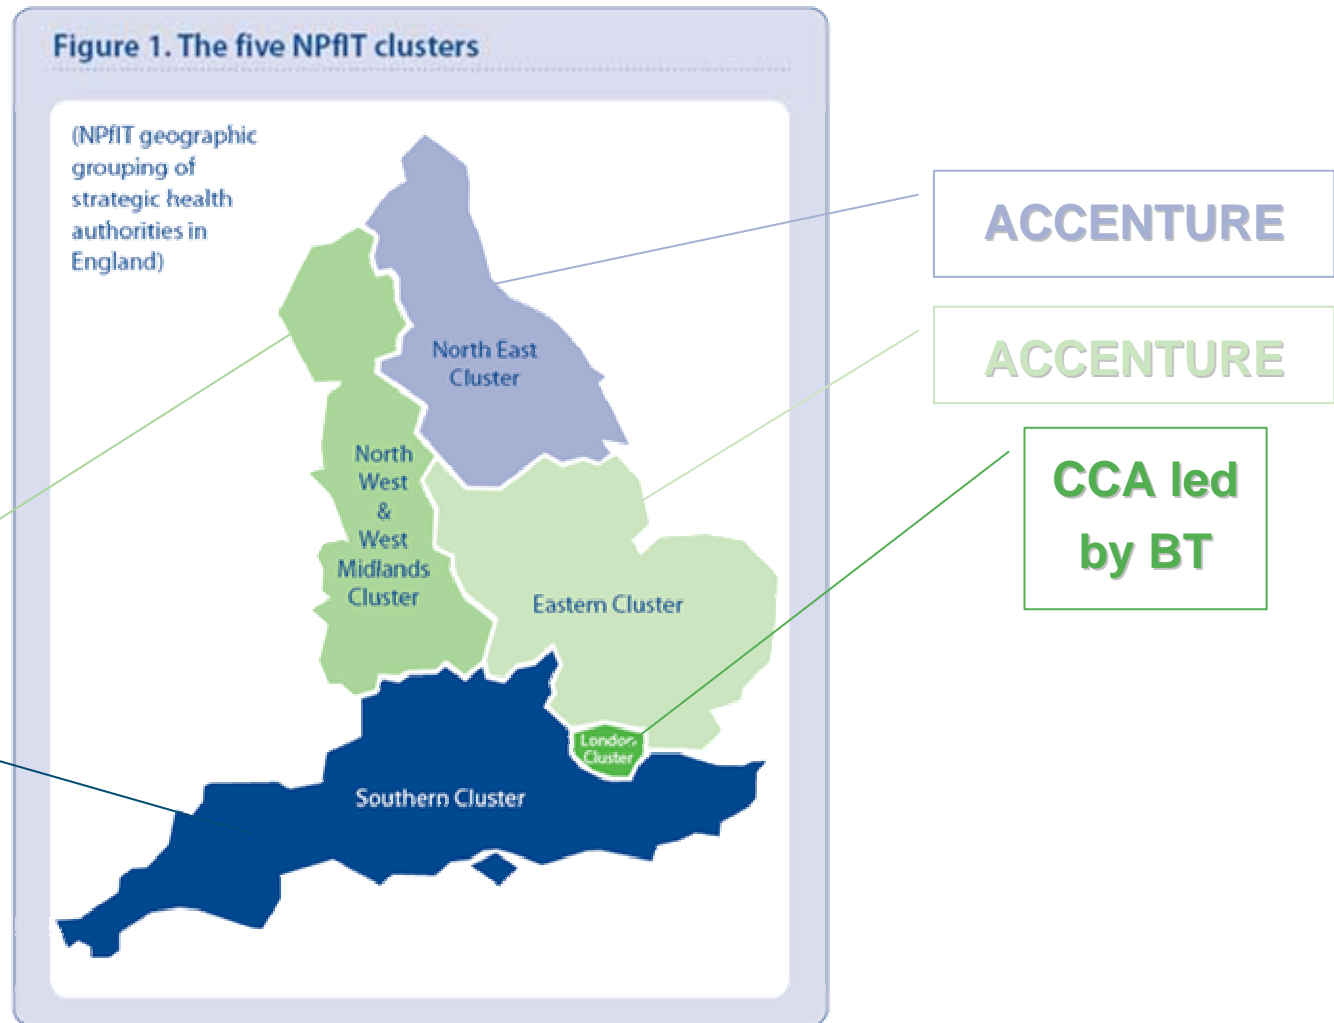 Figure 1. The five NPfIT clusters
(NPfIT geographic
grouping of
strategic health
authorities in
England)
North East
Cluster
North
West
&
West
Midlands
Cluster
Eastern Cluster
London
Cluster
Southern Cluster
ACCENTURE
ACCENTURE
CCA led
by BT